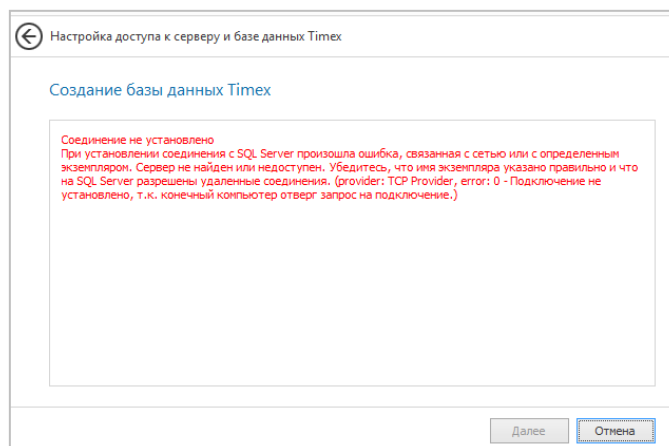 Настройка доступа к серверу и базе данных Timex
Создание базы данных Timex
Соединение не установлено
При установлении соединения с SQL Server произошла ошибка, связанная с сетью или с определенным
экземпляром. Сервер не найден или недоступен. Убедитесь, что имя экземпляра указано правильно и что
на SQL Server разрешены удаленные соединения. (provider: TCP Provider, error: 0 - Подключение не
установлено, т.к. конечный компьютер отверг запрос на подключение.)
Далее
Отмена